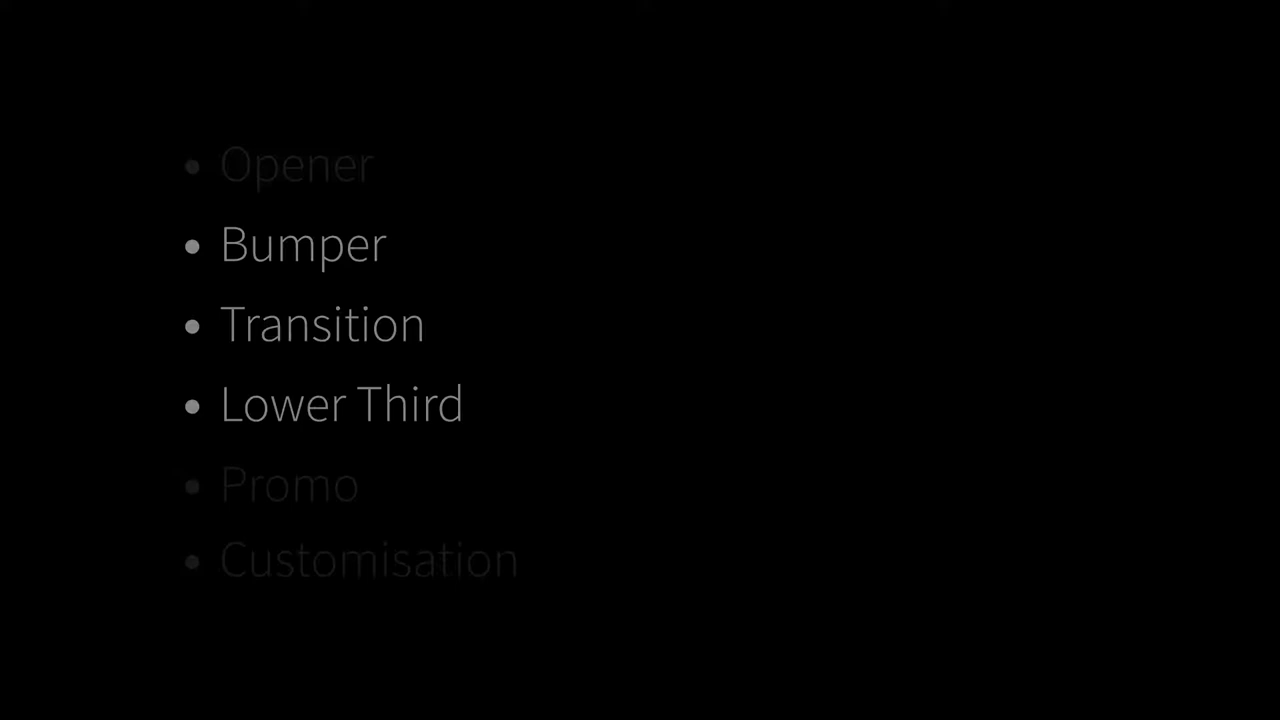 • Opener
• Bumper
• Transition
• Lower Third
• Promo
• Customisation